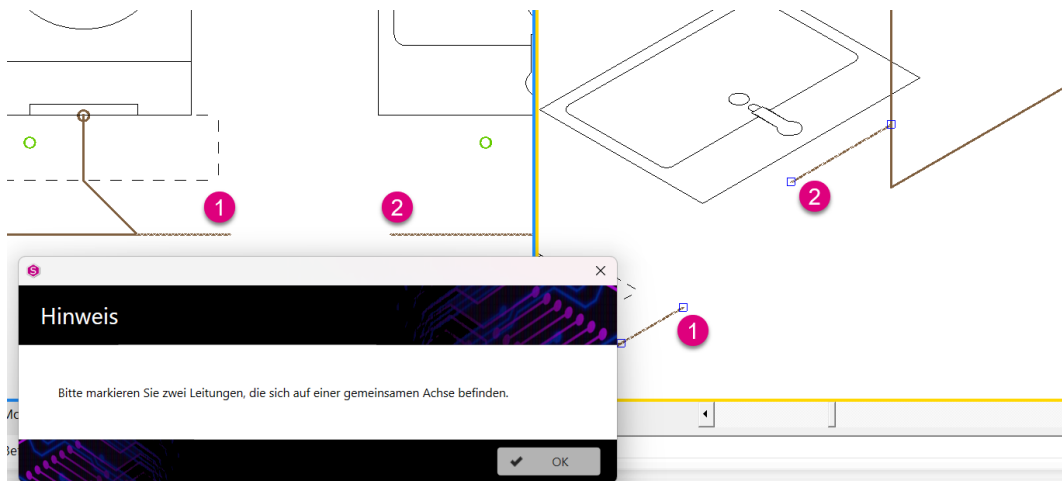 1
2
2
S
Hinweis
1
Bitte markieren Sie zwei Leitungen, die sich auf einer gemeinsamen Achse befinden.
OK